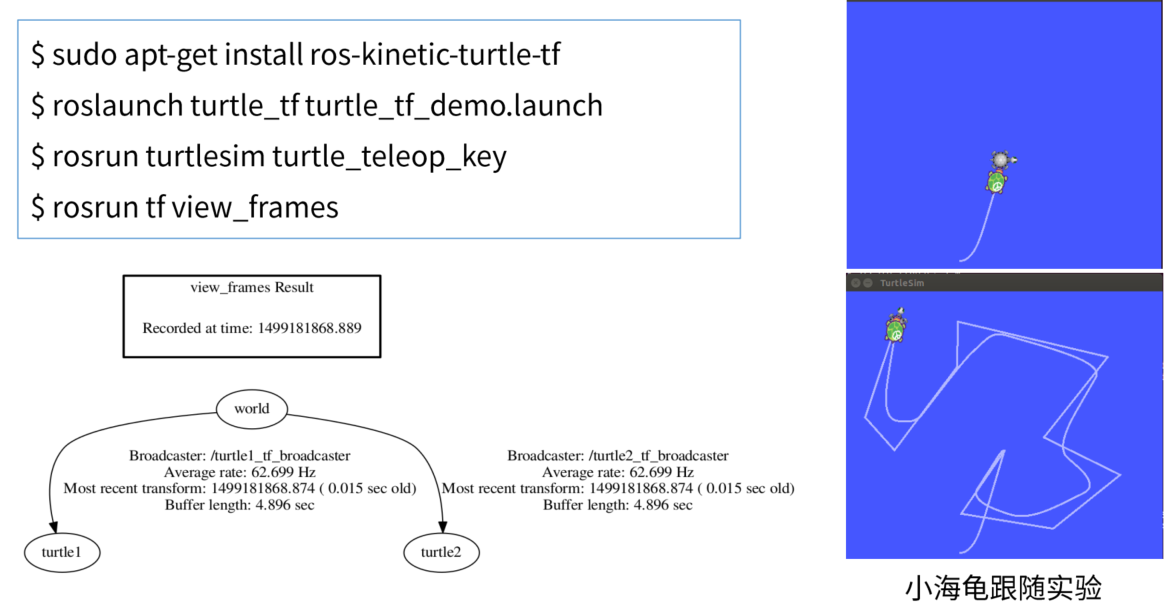 $ sudo apt-get install ros-kinetic-turtle-tf
$ roslaunch turtle_tf turtle_tf_demo.launch
$ rosrun turtlesim turtle_teleop_key
$ rosrun tf view_frames
view_frames Result
Recorded at time: 1499181868.889
world
Broadcaster: /turtle1_tf_broadcaster
Average rate: 62.699 Hz
Most recent transform: 1499181868.874 ( 0.015 sec old)
Buffer length: 4.896 sec
Broadcaster: /turtle2_tf_broadcaster
Average rate: 62.699 Hz
Most recent transform: 1499181868.874 ( 0.015 sec old)
Buffer length: 4.896 sec
turtle1
turtle2
TurtleSim
小海龟跟随实验